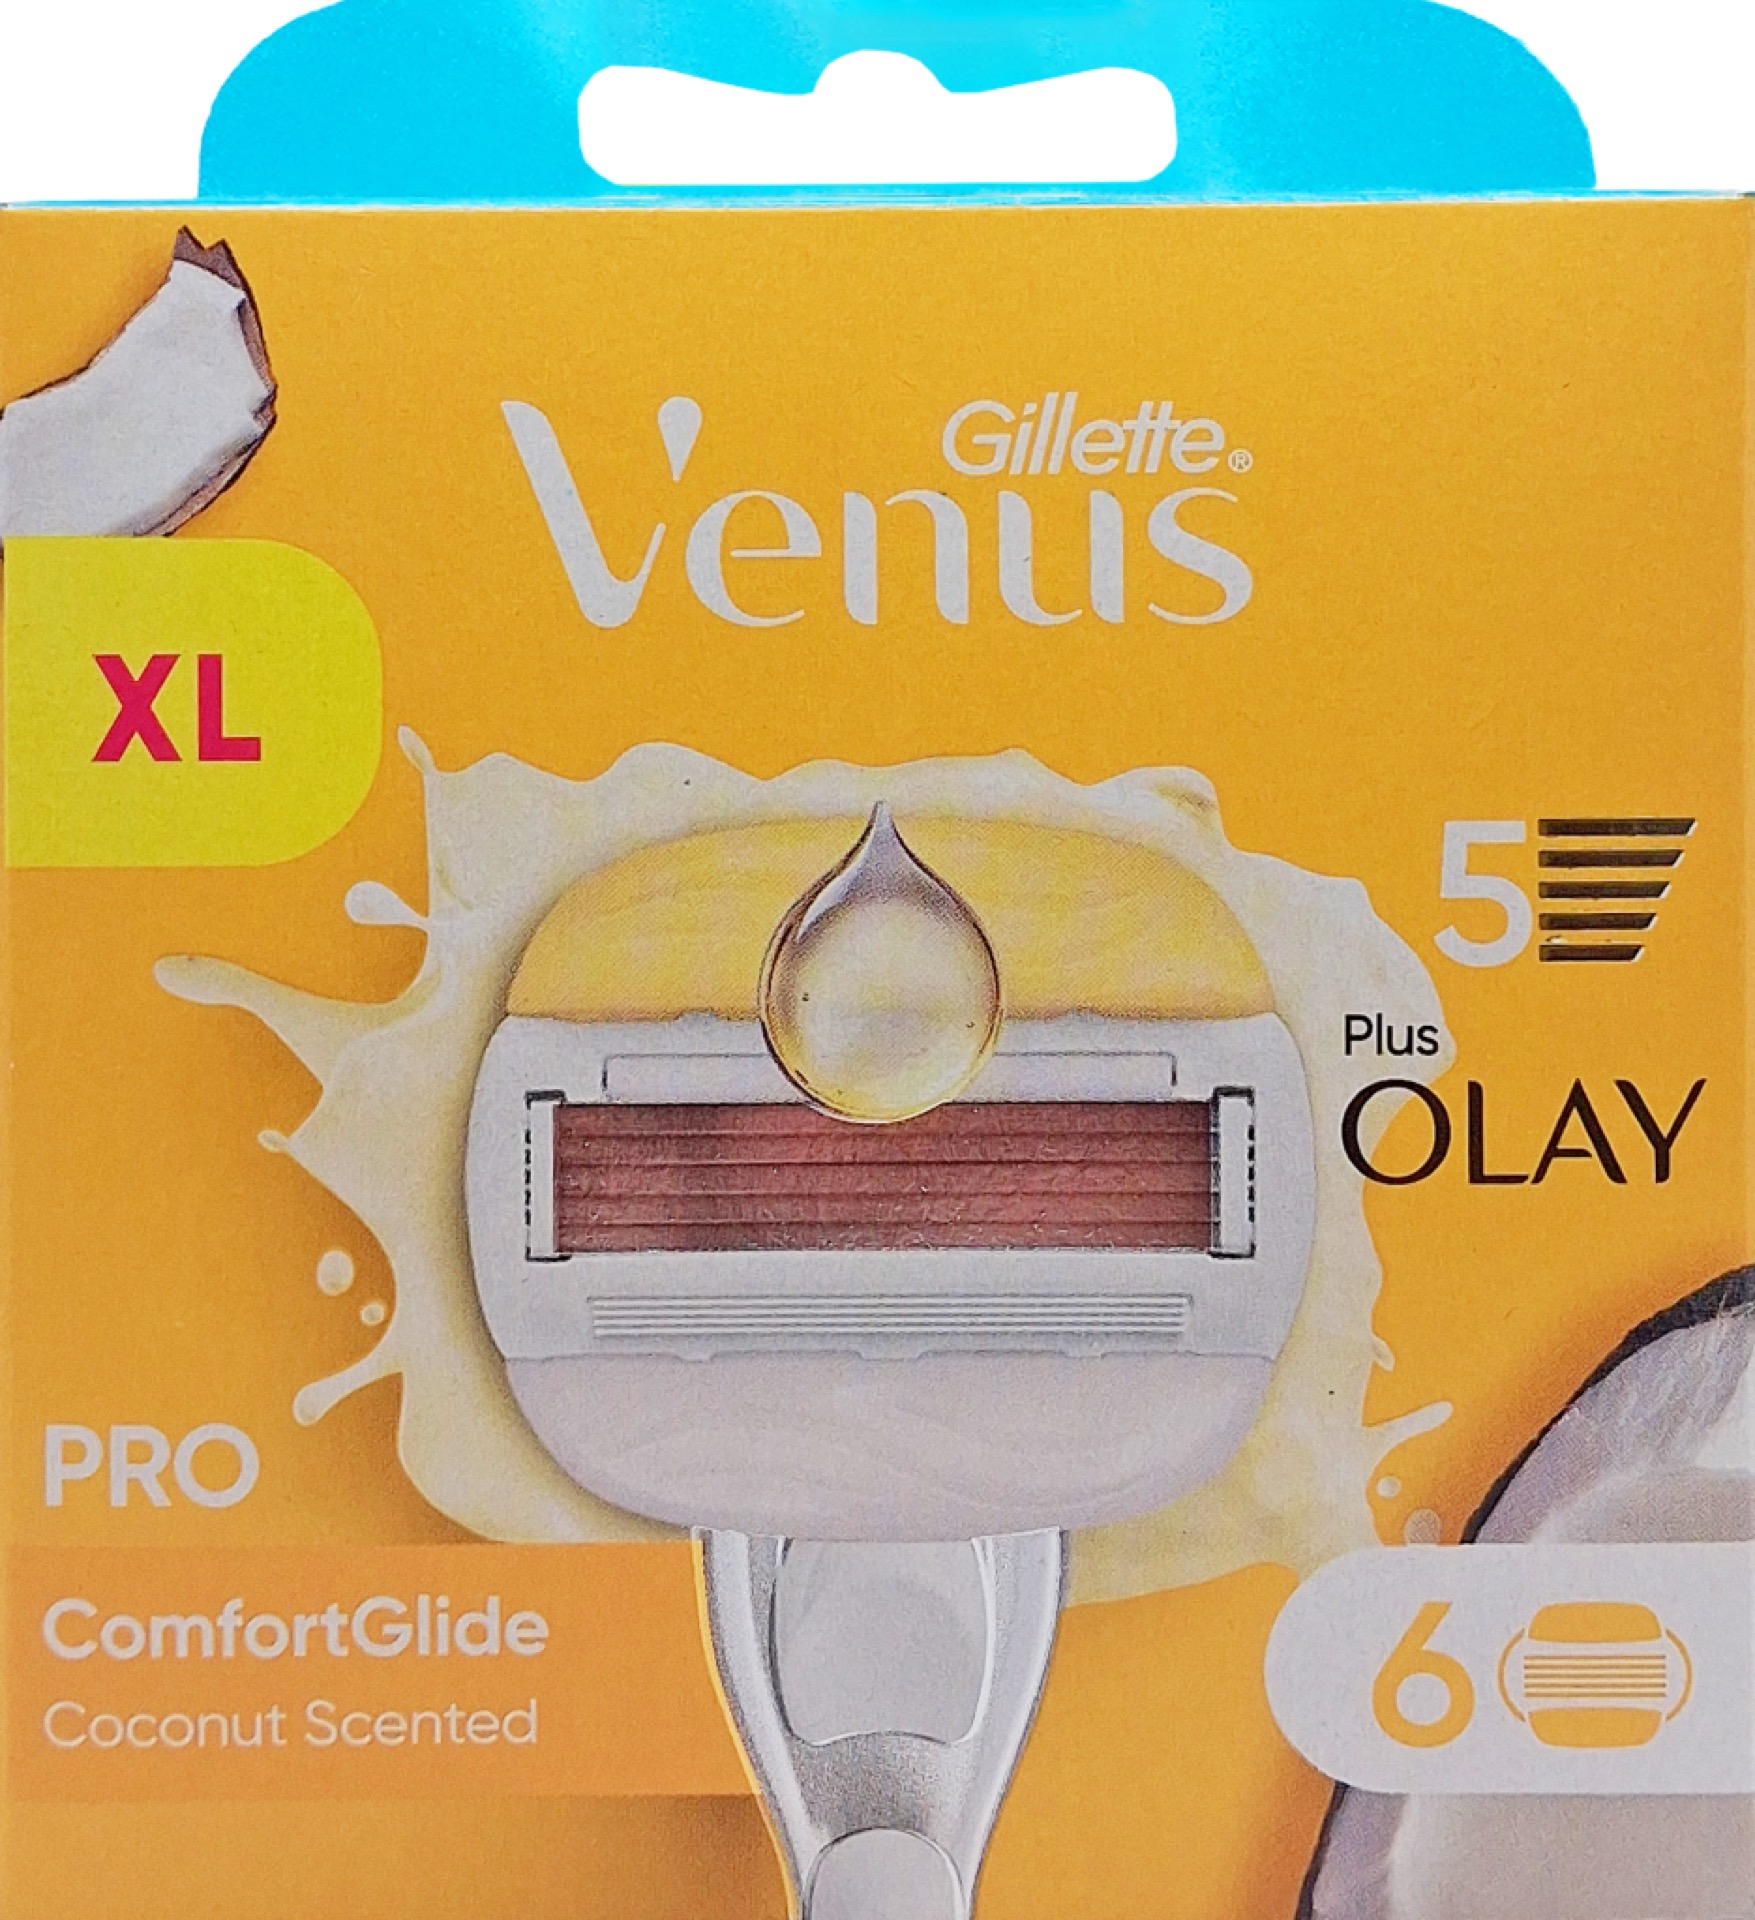 Gillette®
Venus
XL
5
Plus
OLAY
PRO
ComfortGlide
Coconut Scented
6